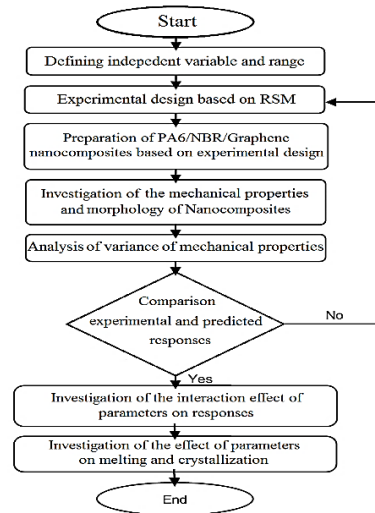 Start
Defining indepedent variable and range
Experimental design based on RSM
Preparation of PA6/NBR/Graphene
nanocomposites based on experimental design
Investigation of the mechanical properties
and morphology of Nanocomposites
Analysis of variance of mechanical properties
Comparison
experimental and predicted
responses
No
Yes
Investigation of the interaction effect of
parameters on responses
Investigation of the effect of parameters
on melting and crystallization
End